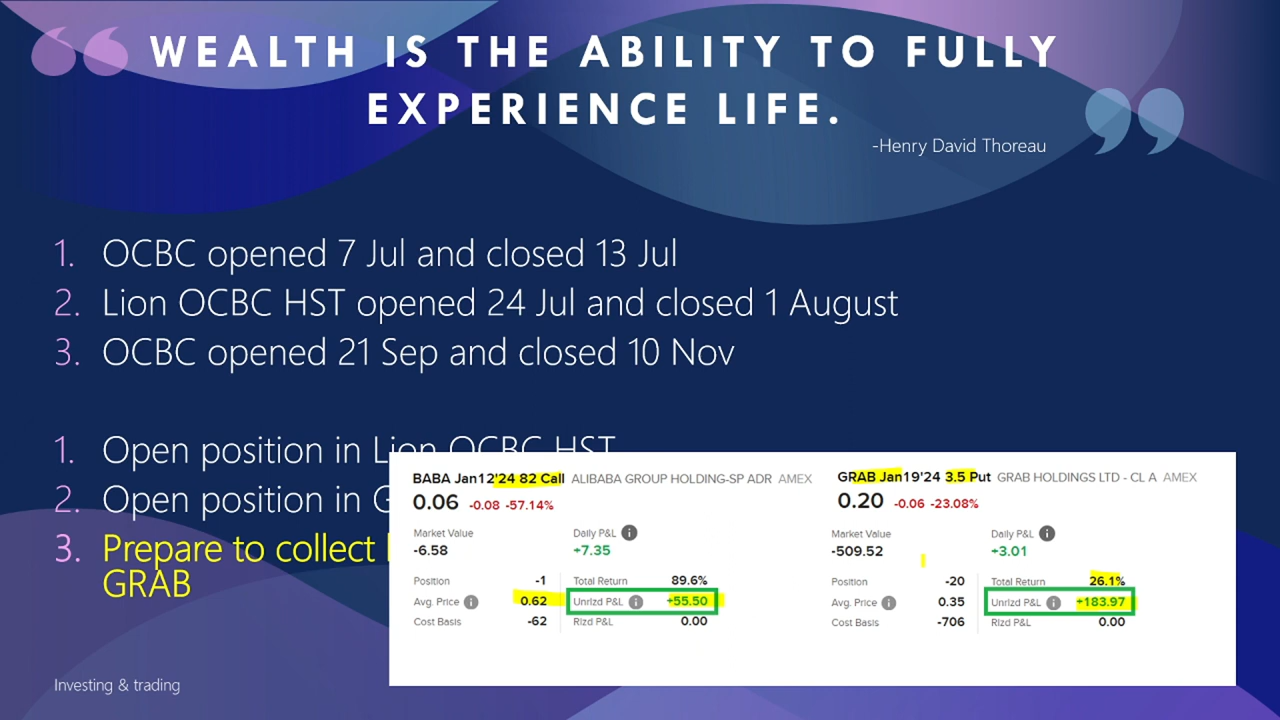 WEALTH IS THE ABILITY TO FULLY
EXPERIENCE LIFE.
-Henry David Thoreau
1. OCBC opened 7 Jul and closed 13 Jul
2. Lion OCBC HST opened 24 Jul and closed 1 August
3. OCBC opened 21 Sep and closed 10 Nov
1. Open position in Lion OCBC HST
2. Open position in
3. Prepare to collect
GRAB
BABA Jan12'24 82 Call ALIBABA GROUP HOLDING-SP ADR AMEX
0.06 -0.08 -57.14%
Market Value Daily P&L
-6.58 +7.35
Position -1 Total Return 89.6%
Avg. Price 0.62 Unrlzd P&L +55.50
Cost Basis -62 Rlzd P&L 0.00
GRAB Jan19'24 3.5 Put GRAB HOLDINGS LTD - CL A AMEX
0.20 -0.06 -23.08%
Market Value Daily P&L
-509.52 +3.01
Position -20 Total Return 26.1%
Avg. Price 0.35 Unrlzd P&L +183.97
Cost Basis -706 Rlzd P&L 0.00
Investing & trading